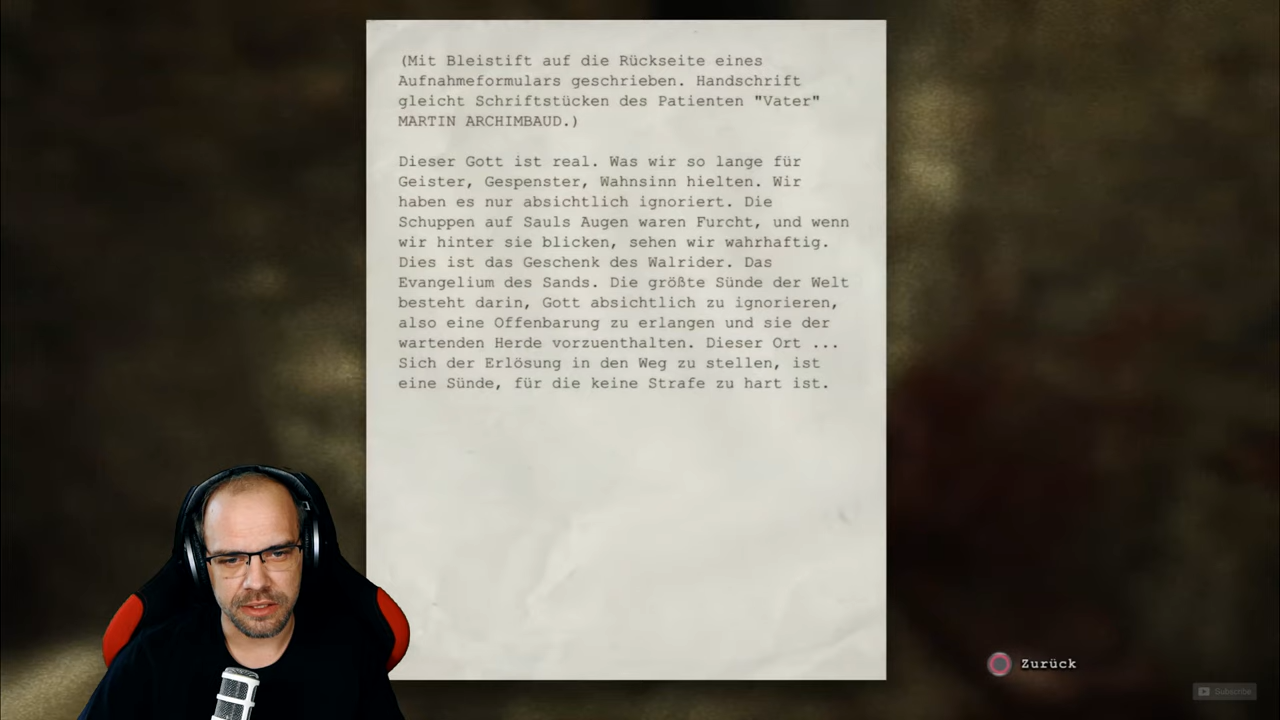 (Mit Bleistift auf die Rückseite eines
Aufnahmeformulars geschrieben. Handschrift
gleicht Schriftstücken des Patienten "Vater"
MARTIN ARCHIMBAUD.)
Dieser Gott ist real. Was wir so lange für
Geister, Gespenster, Wahnsinn hielten. Wir
haben es nur absichtlich ignoriert. Die
Schuppen auf Sauls Augen waren Furcht, und wenn
wir hinter sie blicken, sehen wir wahrhaftig.
Dies ist das Geschenk des Walrider. Das
Evangelium des Sands. Die größte Sünde der Welt
besteht darin, Gott absichtlich zu ignorieren,
also eine Offenbarung zu erlangen und sie der
wartenden Herde vorzuenthalten. Dieser Ort ...
Sich der Erlösung in den Weg zu stellen, ist
eine Sünde, für die keine Strafe zu hart ist.
Zurück
Subscribe